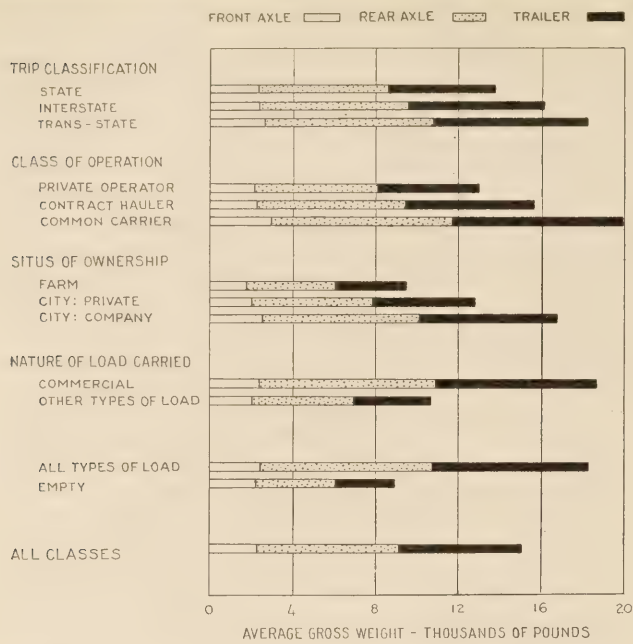 FRONT AXLE REAR AXLE TRAILER
TRIP CLASSIFICATION
STATE
INTERSTATE
TRANS-STATE
CLASS OF OPERATION
PRIVATE OPERATOR
CONTRACT HAULER
COMMON CARRIER
SITUS OF OWNERSHIP
FARM
CITY: PRIVATE
CITY: COMPANY
NATURE OF LOAD CARRIED
COMMERCIAL
OTHER TYPES OF LOAD
ALL TYPES OF LOAD
EMPTY
ALL CLASSES
0 4 8 12 16 20
AVERAGE GROSS WEIGHT - THOUSANDS OF POUNDS